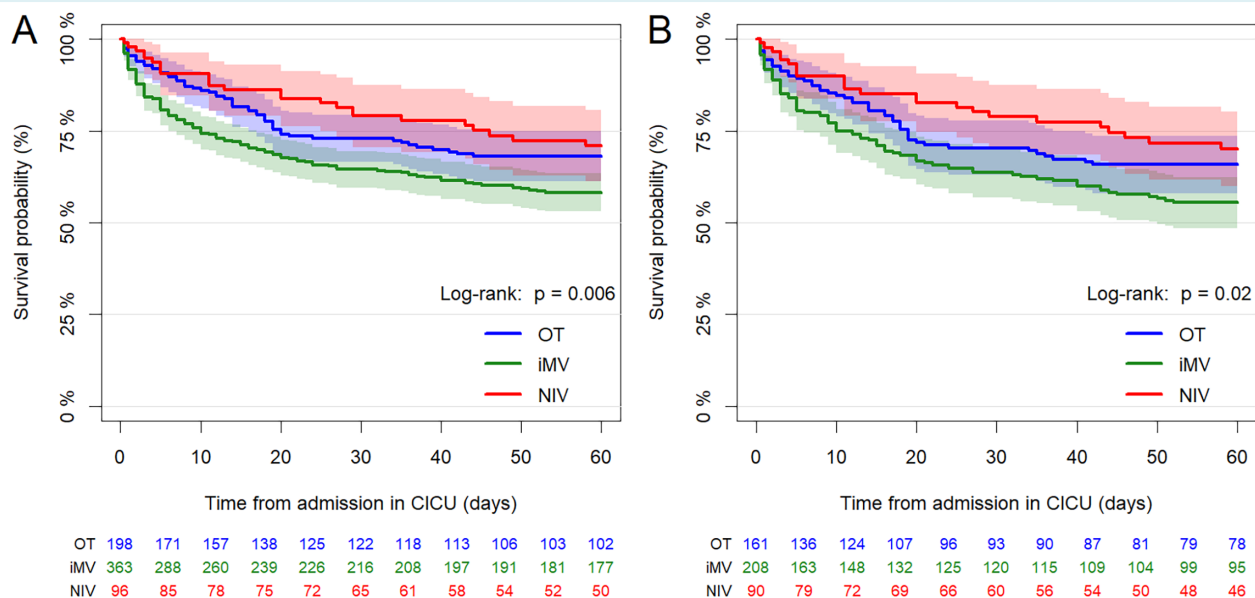 A
Survival probability (%)
100 %
75 %
50 %
25 %
0 %
Log-rank: p = 0.006
OT
iMV
NIV
0 10 20 30 40 50 60
Time from admission in CICU (days)
OT 198 171 157 138 125 122 118 113 106 103 102
iMV 363 288 260 239 226 216 208 197 191 181 177
NIV 96 85 78 75 72 65 61 58 54 52 50
B
Survival probability (%)
100 %
75 %
50 %
25 %
0 %
Log-rank: p = 0.02
OT
iMV
NIV
0 10 20 30 40 50 60
Time from admission in CICU (days)
OT 161 136 124 107 96 93 90 87 81 79 78
iMV 208 163 148 132 125 120 115 109 104 99 95
NIV 90 79 72 69 66 60 56 54 50 48 46